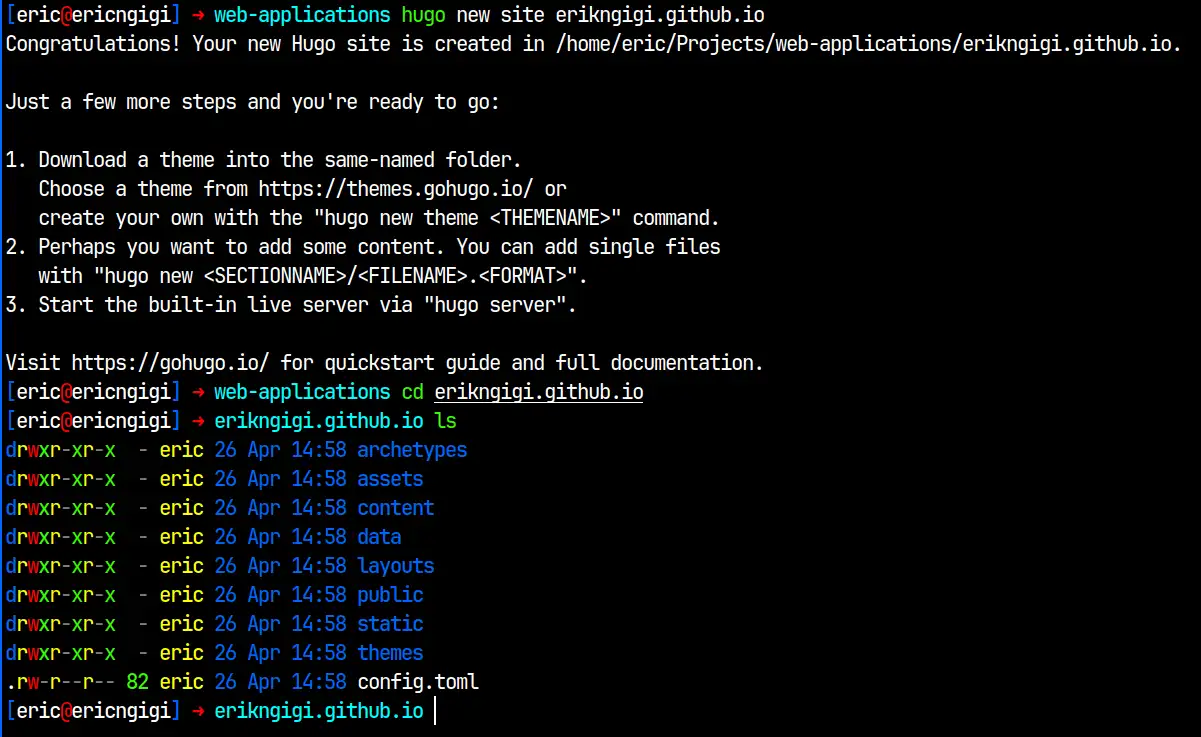 [eric@ericngigi] → web-applications hugo new site erikngigi.github.io
Congratulations! Your new Hugo site is created in /home/eric/Projects/web-applications/erikngigi.github.io.
Just a few more steps and you're ready to go:
1. Download a theme into the same-named folder.
   Choose a theme from https://themes.gohugo.io/ or
   create your own with the "hugo new theme <THEMENAME>" command.
2. Perhaps you want to add some content. You can add single files
   with "hugo new <SECTIONNAME>/<FILENAME>.<FORMAT>".
3. Start the built-in live server via "hugo server".
Visit https://gohugo.io/ for quickstart guide and full documentation.
[eric@ericngigi] → web-applications cd erikngigi.github.io
[eric@ericngigi] → erikngigi.github.io ls
drwxr-xr-x  - eric 26 Apr 14:58 archetypes
drwxr-xr-x  - eric 26 Apr 14:58 assets
drwxr-xr-x  - eric 26 Apr 14:58 content
drwxr-xr-x  - eric 26 Apr 14:58 data
drwxr-xr-x  - eric 26 Apr 14:58 layouts
drwxr-xr-x  - eric 26 Apr 14:58 public
drwxr-xr-x  - eric 26 Apr 14:58 static
drwxr-xr-x  - eric 26 Apr 14:58 themes
.rw-r--r-- 82 eric 26 Apr 14:58 config.toml
[eric@ericngigi] → erikngigi.github.io